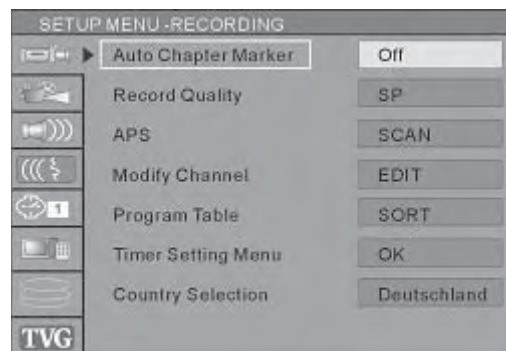 SETUP MENU - RECORDING
Auto Chapter Marker Off
Record Quality SP
APS SCAN
Modify Channel EDIT
1
Program Table SORT
Timer Setting Menu OK
Country Selection Deutschland
TVG